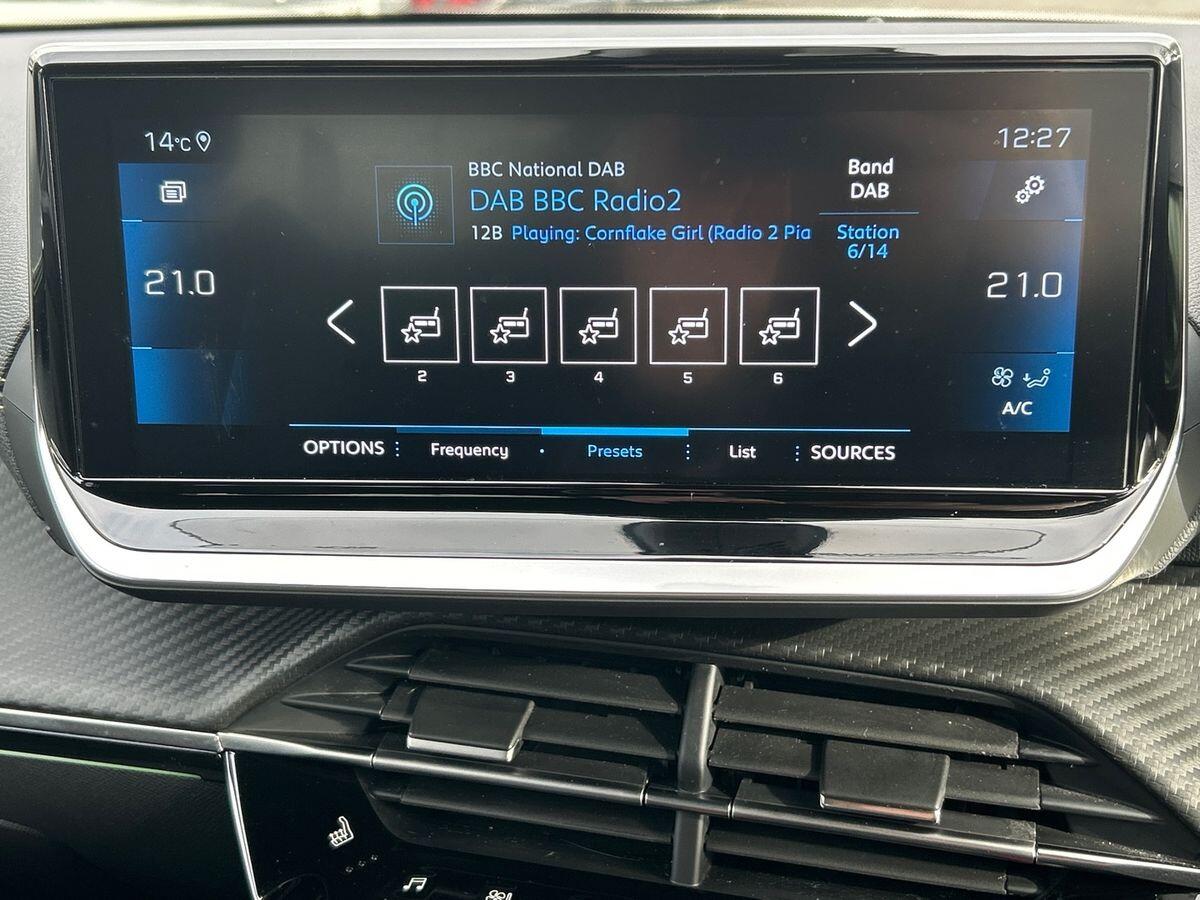 14°C
12:27
BBC National DAB
DAB BBC Radio2
12B Playing: Cornflake Girl (Radio 2 Pia
Band
DAB
Station
6/14
21.0
21.0
2 3 4 5 6
A/C
OPTIONS Frequency Presets List SOURCES